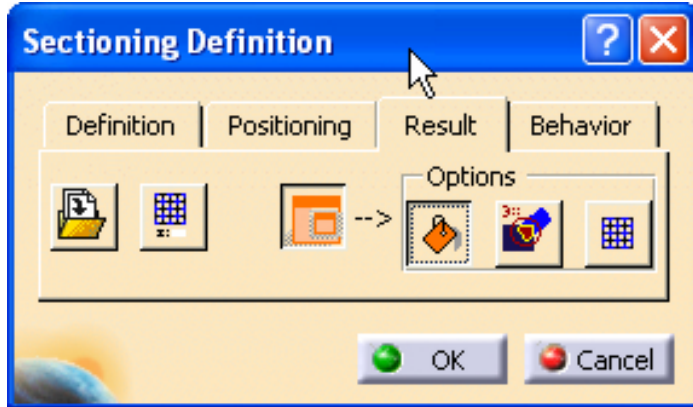 Sectioning Definition
Definition Positioning Result Behavior
Options
-->
OK Cancel